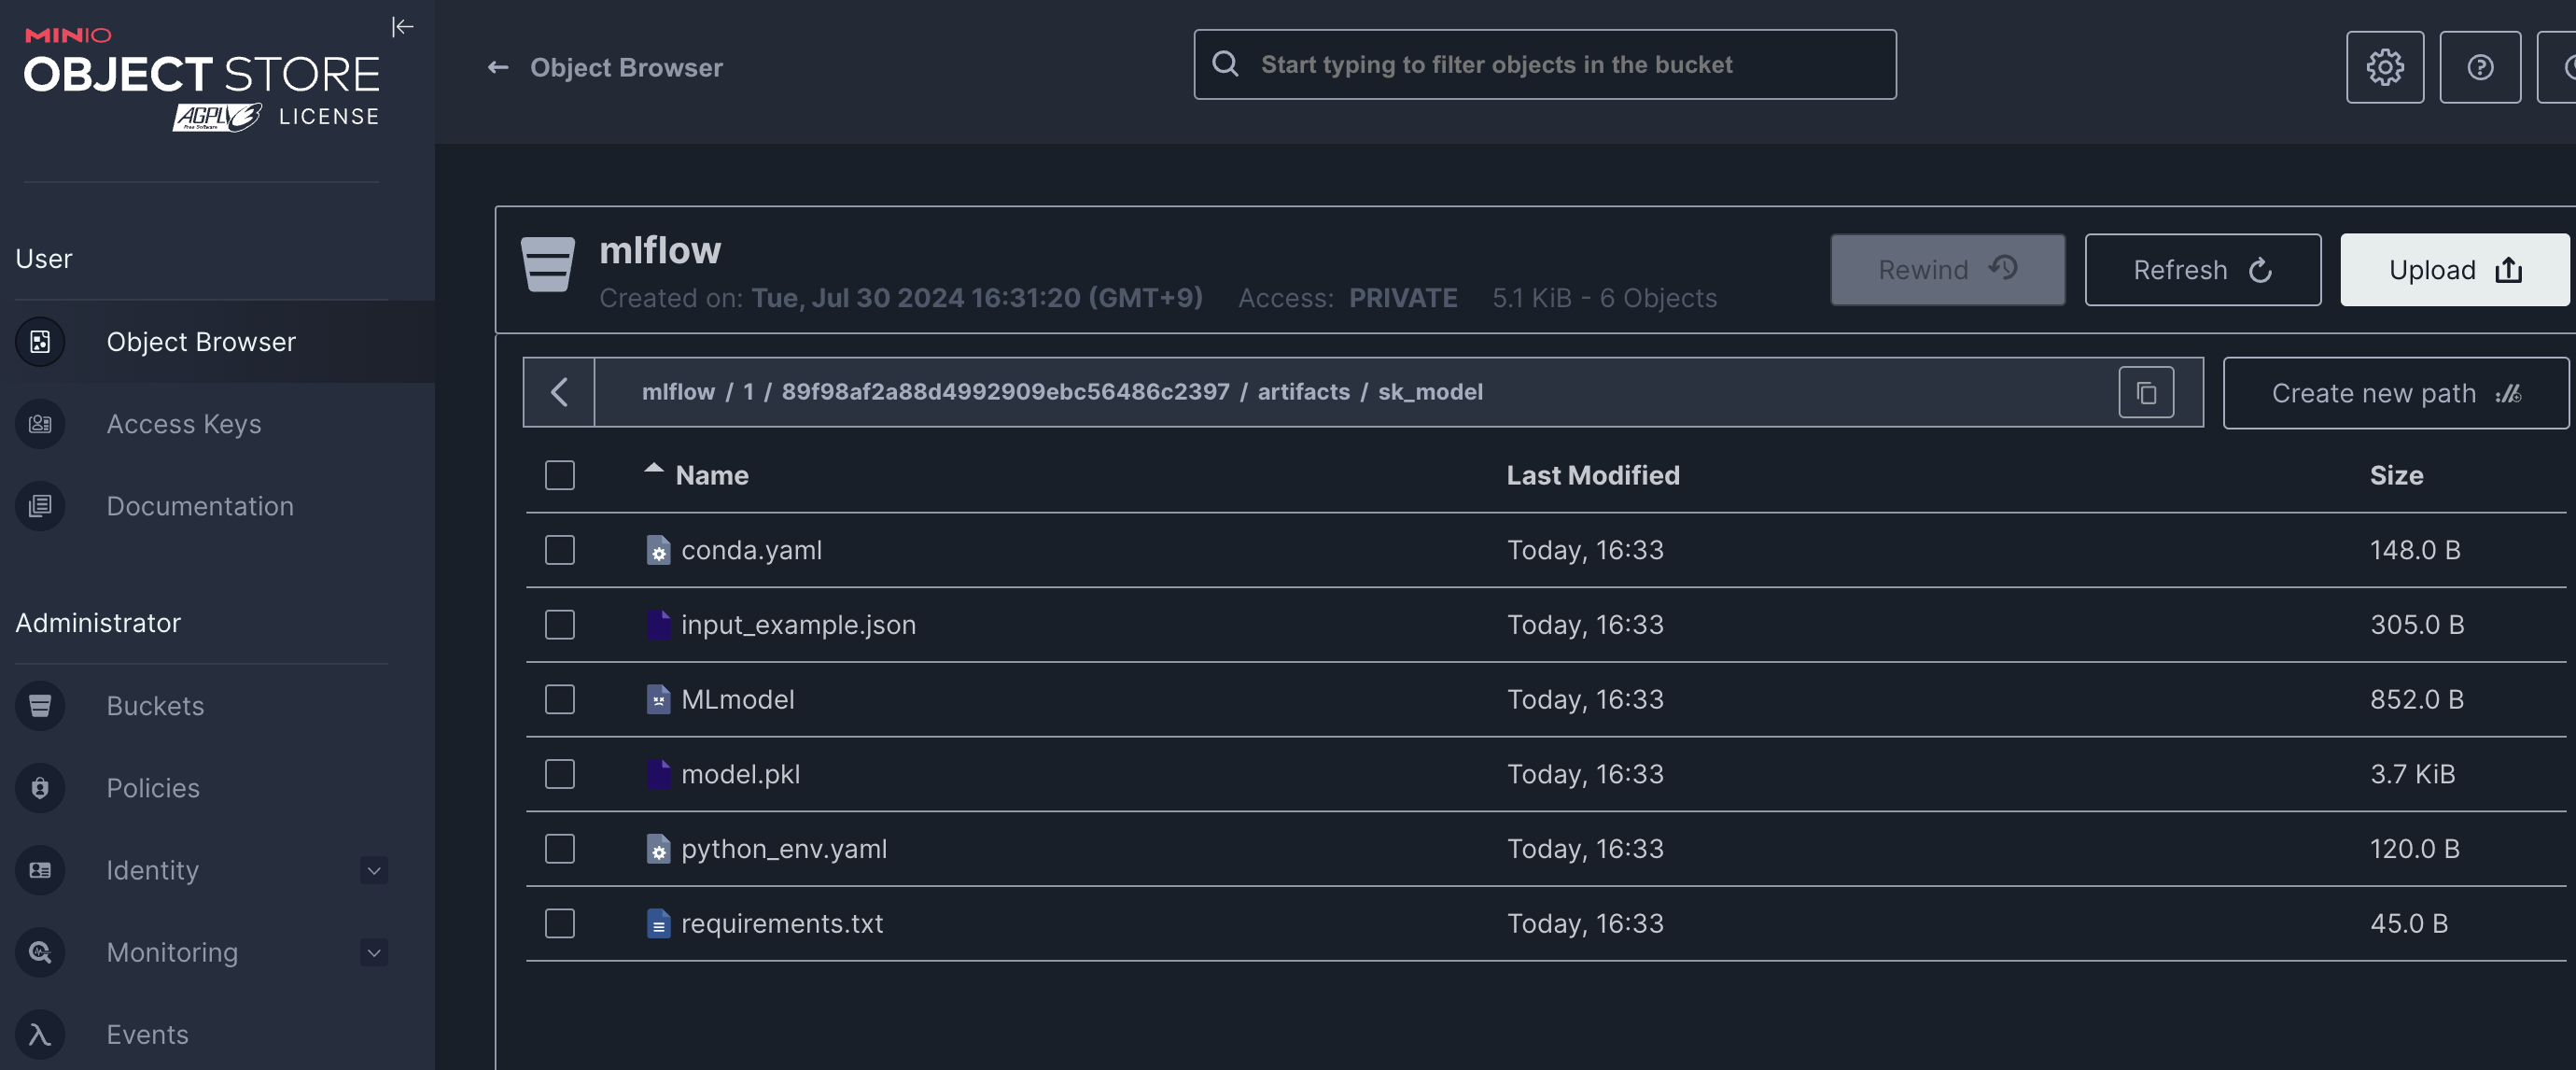 MINIO
OBJECT STORE
AGPL v3 LICENSE
Free Software
User
Object Browser
Access Keys
Documentation
Administrator
Buckets
Policies
Identity
Monitoring
Events
Object Browser
Start typing to filter objects in the bucket
mlflow
Created on: Tue, Jul 30 2024 16:31:20 (GMT+9) Access: PRIVATE 5.1 KiB - 6 Objects
Rewind Refresh Upload
mlflow / 1 / 89f98af2a88d4992909ebc56486c2397 / artifacts / sk_model
Create new path
Name Last Modified Size
conda.yaml Today, 16:33 148.0 B
input_example.json Today, 16:33 305.0 B
MLmodel Today, 16:33 852.0 B
model.pkl Today, 16:33 3.7 KiB
python_env.yaml Today, 16:33 120.0 B
requirements.txt Today, 16:33 45.0 B